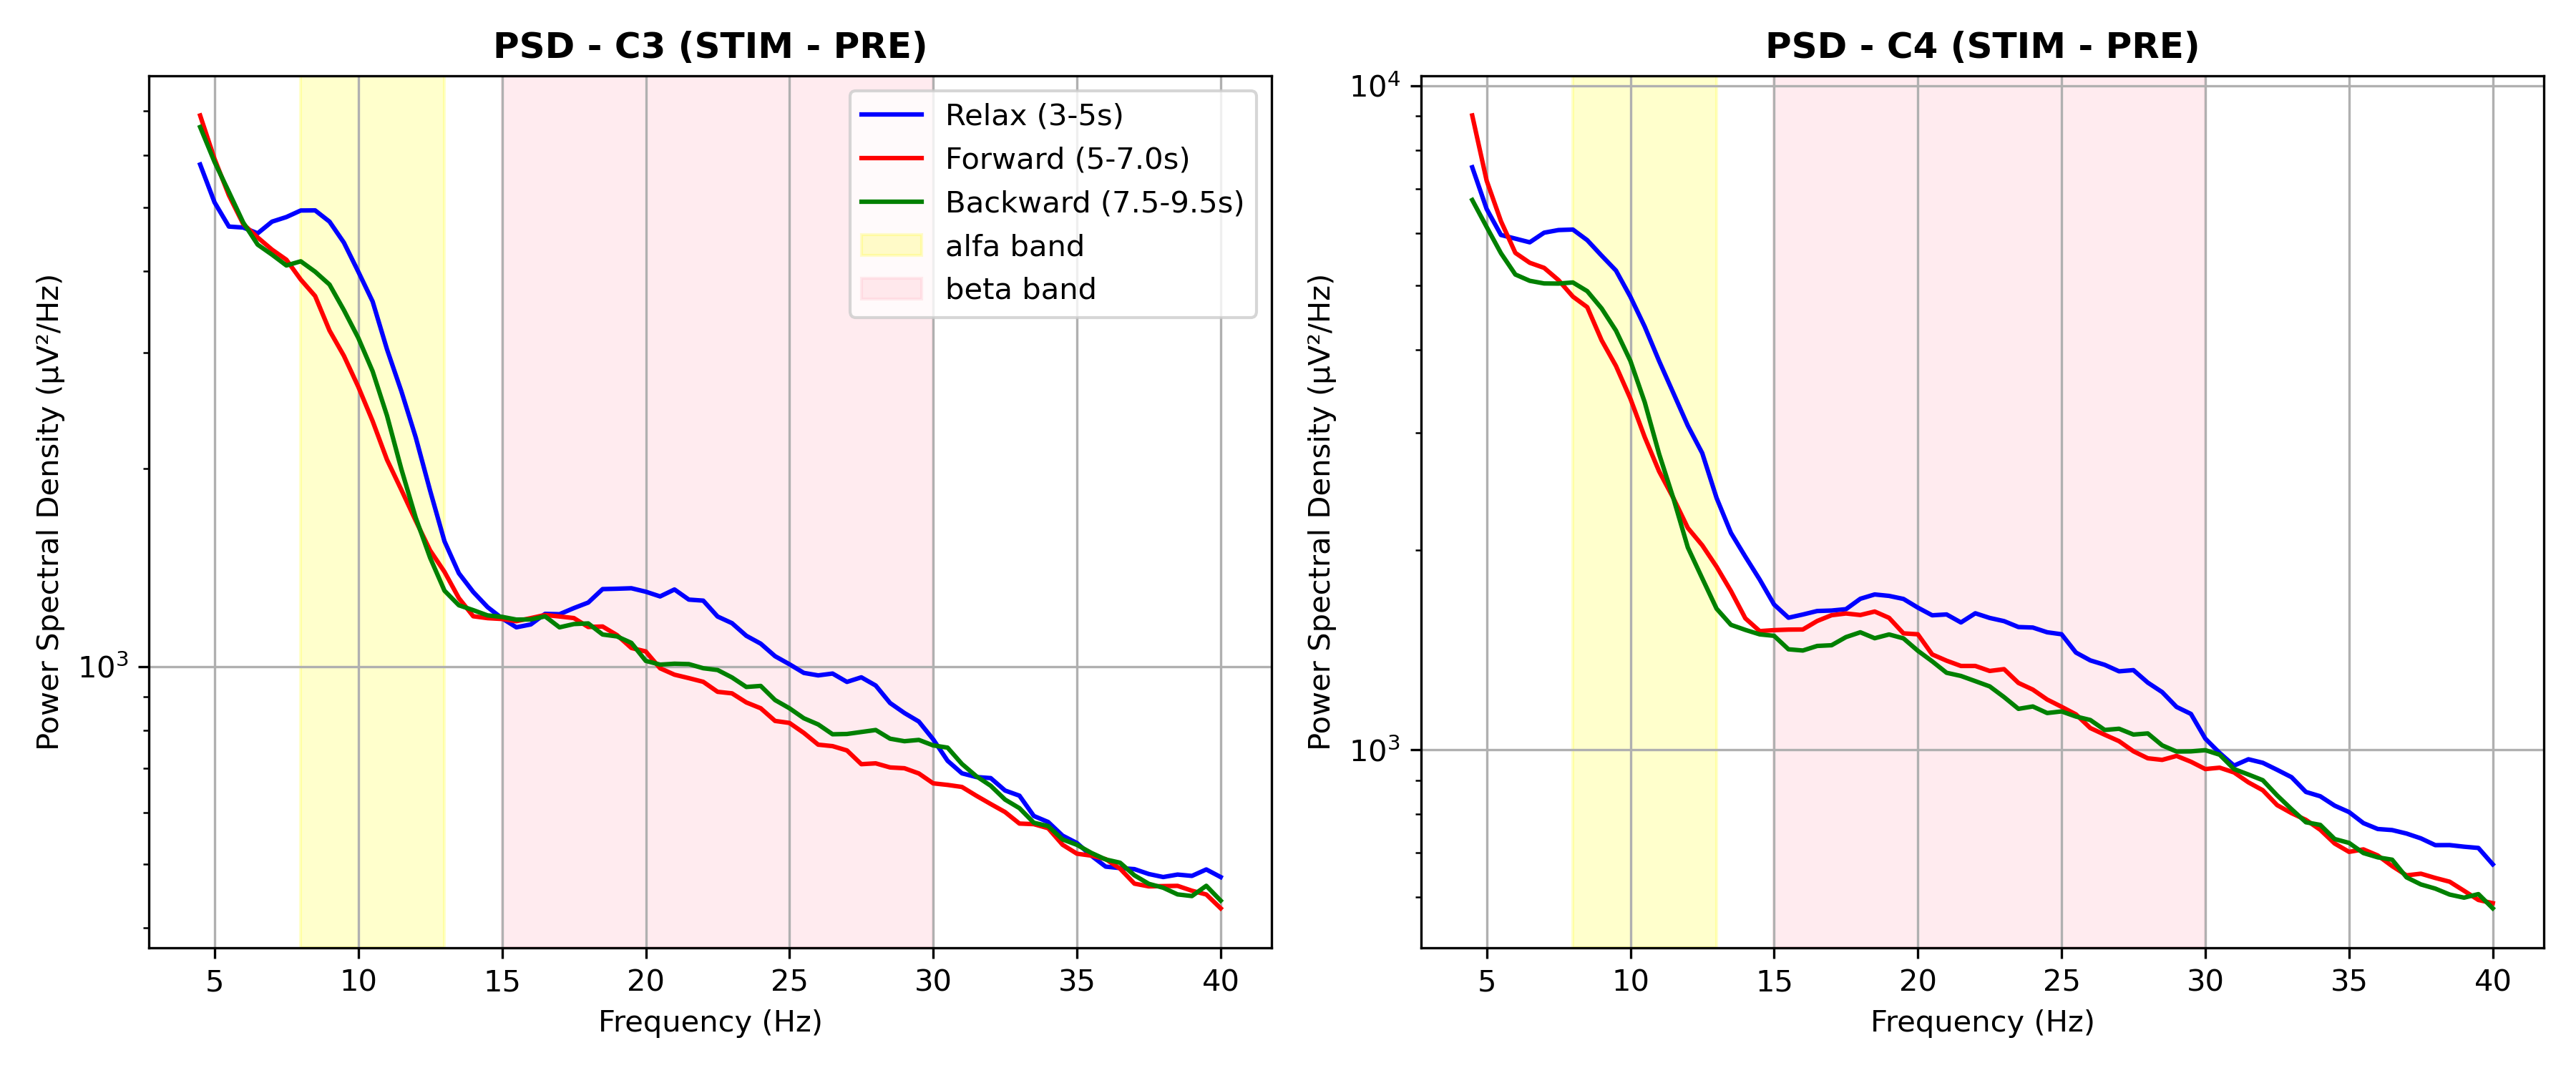 PSD - C3 (STIM - PRE)
Power Spectral Density (µV²/Hz)
10³
5 10 15 20 25 30 35 40
Frequency (Hz)
Relax (3-5s)
Forward (5-7.0s)
Backward (7.5-9.5s)
alfa band
beta band
PSD - C4 (STIM - PRE)
Power Spectral Density (µV²/Hz)
10⁴
10³
5 10 15 20 25 30 35 40
Frequency (Hz)